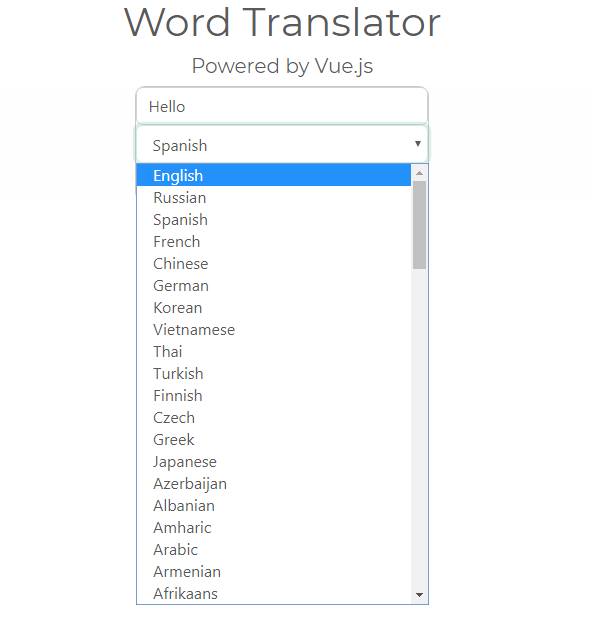 Word Translator
Powered by Vue.js
Hello
Spanish
English
Russian
Spanish
French
Chinese
German
Korean
Vietnamese
Thai
Turkish
Finnish
Czech
Greek
Japanese
Azerbaijan
Albanian
Amharic
Arabic
Armenian
Afrikaans